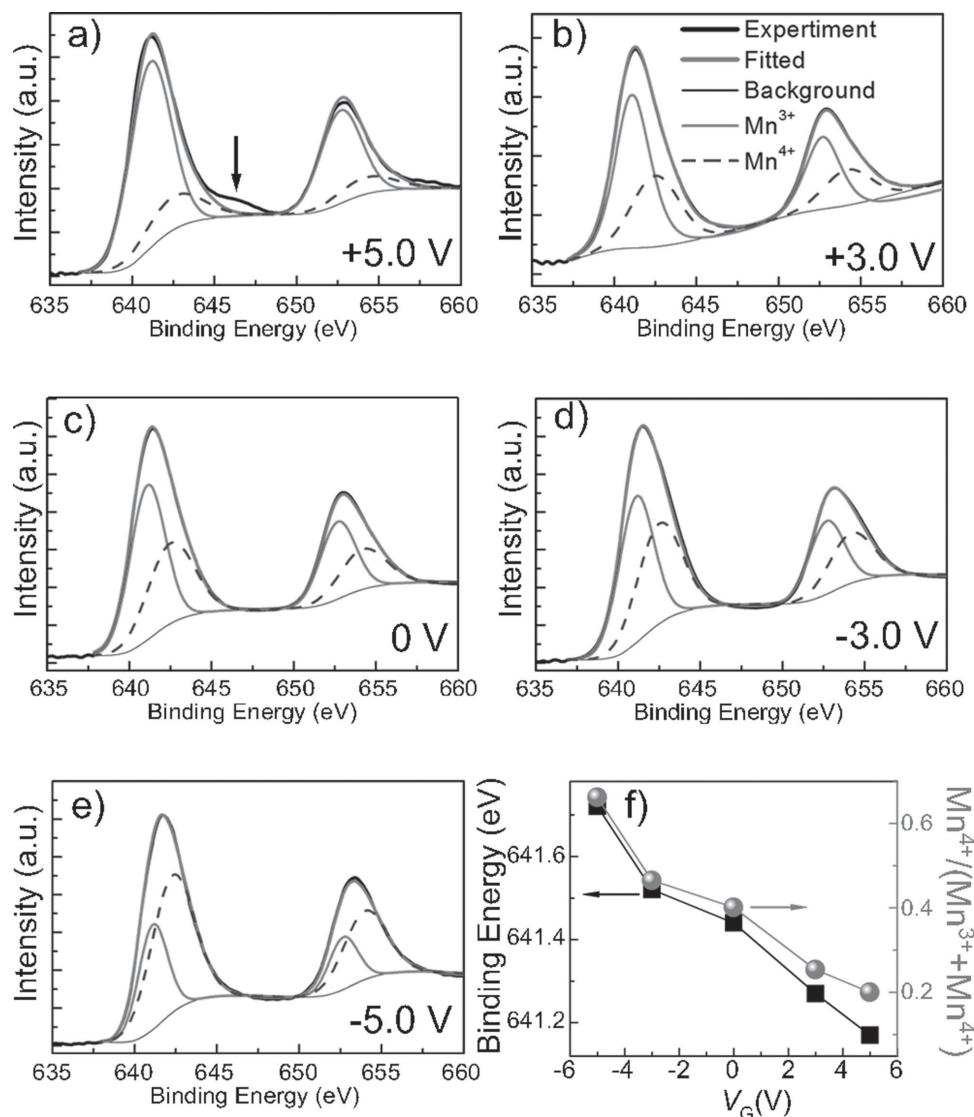 a)
Intensity (a.u.)
+5.0 V
635 640 645 650 655 660
Binding Energy (eV)
b)
Expertiment
Fitted
Background
Mn3+
Mn4+
Intensity (a.u.)
+3.0 V
635 640 645 650 655 660
Binding Energy (eV)
c)
Intensity (a.u.)
0 V
635 640 645 650 655 660
Binding Energy (eV)
d)
Intensity (a.u.)
-3.0 V
635 640 645 650 655 660
Binding Energy (eV)
e)
Intensity (a.u.)
-5.0 V
635 640 645 650 655 660
Binding Energy (eV)
f)
Binding Energy (eV)
641.6
641.4
641.2
Mn4+/(Mn3++Mn4+)
0.6
0.4
0.2
-6 -4 -2 0 2 4 6
VG(V)